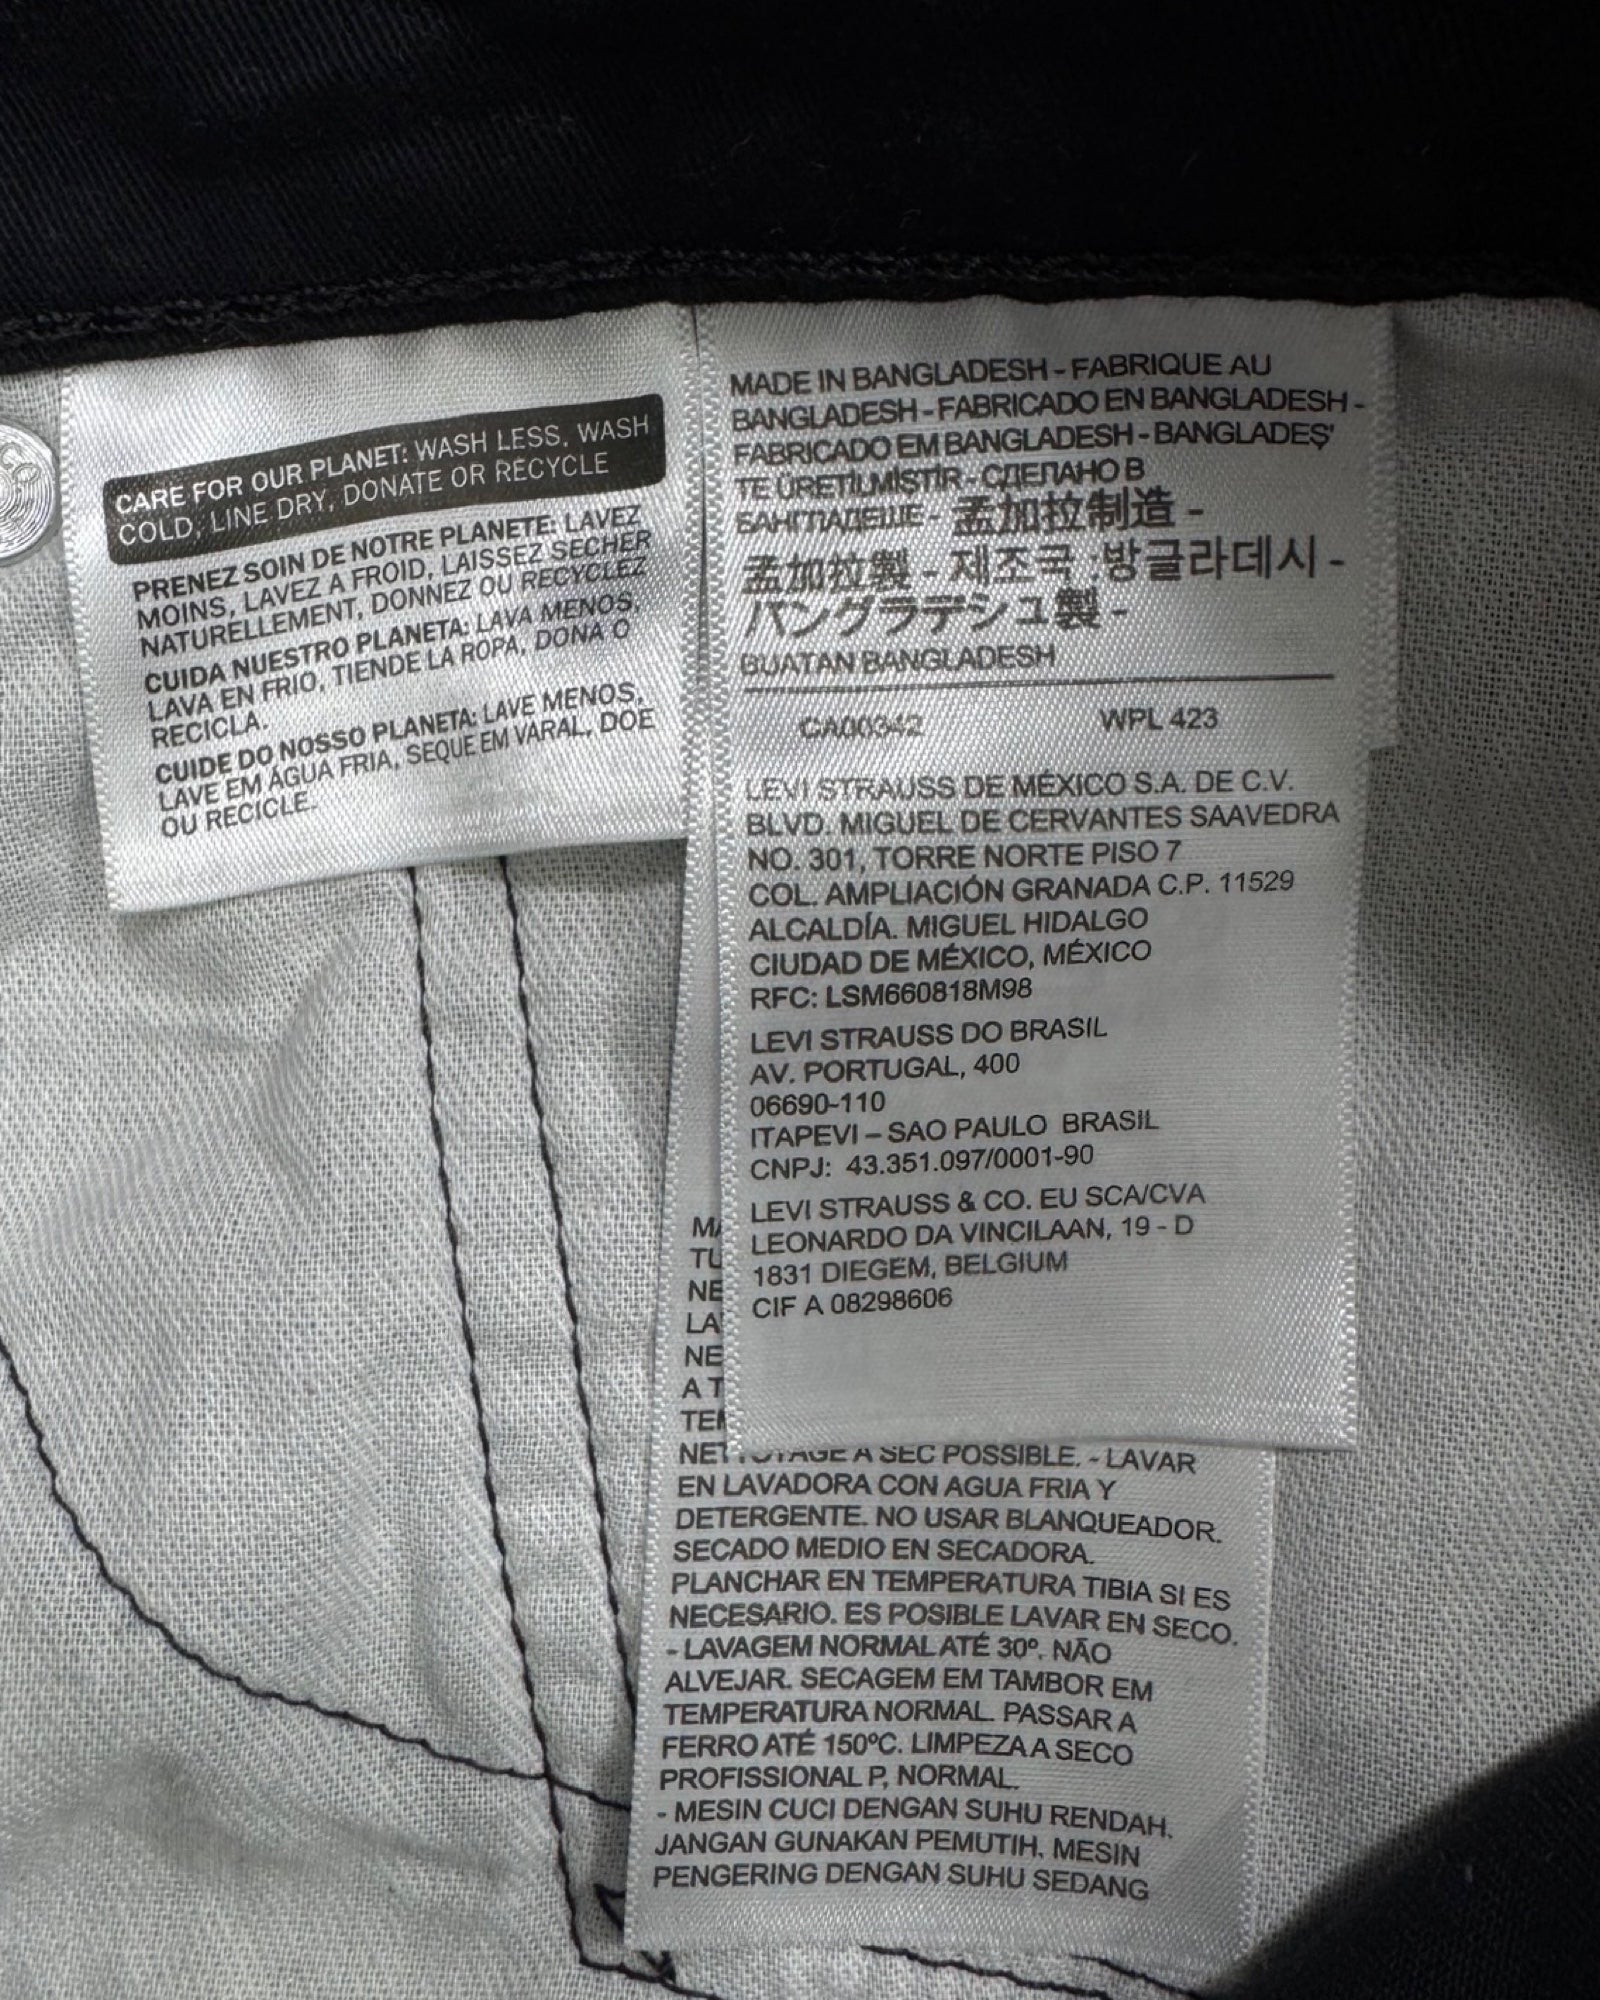 CARE FOR OUR PLANET: WASH LESS, WASH
COLD, LINE DRY, DONATE OR RECYCLE
PRENEZ SOIN DE NOTRE PLANETE: LAVEZ
MOINS, LAVEZ A FROID, LAISSEZ SECHER
NATURELLEMENT, DONNEZ OU RECYCLEZ
CUIDA NUESTRO PLANETA: LAVA MENOS,
LAVA EN FRIO, TIENDE LA ROPA, DONA O
RECICLA.
CUIDE DO NOSSO PLANETA: LAVE MENOS,
LAVE EM ÁGUA FRIA, SEQUE EM VARAL, DOE
OU RECICLE.
MADE IN BANGLADESH - FABRIQUE AU
BANGLADESH - FABRICADO EN BANGLADESH -
FABRICADO EM BANGLADESH - BANGLADEŞ'
TE ÜRETİLMİŞTİR - СДЕЛАНО В
БАНГЛАДЕШЕ - 孟加拉制造 -
孟加拉製 - 제조국 :방글라데시 -
バングラデシュ製 -
BUATAN BANGLADESH
CA00342 WPL 423
LEVI STRAUSS DE MÉXICO S.A. DE C.V.
BLVD. MIGUEL DE CERVANTES SAAVEDRA
NO. 301, TORRE NORTE PISO 7
COL. AMPLIACIÓN GRANADA C.P. 11529
ALCALDÍA. MIGUEL HIDALGO
CIUDAD DE MÉXICO, MÉXICO
RFC: LSM660818M98
LEVI STRAUSS DO BRASIL
AV. PORTUGAL, 400
06690-110
ITAPEVI – SAO PAULO BRASIL
CNPJ: 43.351.097/0001-90
LEVI STRAUSS & CO. EU SCA/CVA
LEONARDO DA VINCILAAN, 19 - D
1831 DIEGEM, BELGIUM
CIF A 08298606
TU
NE
LA
NE
A T
NETTOYAGE A SEC POSSIBLE. - LAVAR
EN LAVADORA CON AGUA FRIA Y
DETERGENTE. NO USAR BLANQUEADOR.
SECADO MEDIO EN SECADORA.
PLANCHAR EN TEMPERATURA TIBIA SI ES
NECESARIO. ES POSIBLE LAVAR EN SECO.
- LAVAGEM NORMAL ATÉ 30º. NÃO
ALVEJAR. SECAGEM EM TAMBOR EM
TEMPERATURA NORMAL. PASSAR A
FERRO ATÉ 150ºC. LIMPEZA A SECO
PROFISSIONAL P, NORMAL.
- MESIN CUCI DENGAN SUHU RENDAH.
JANGAN GUNAKAN PEMUTIH. MESIN
PENGERING DENGAN SUHU SEDANG